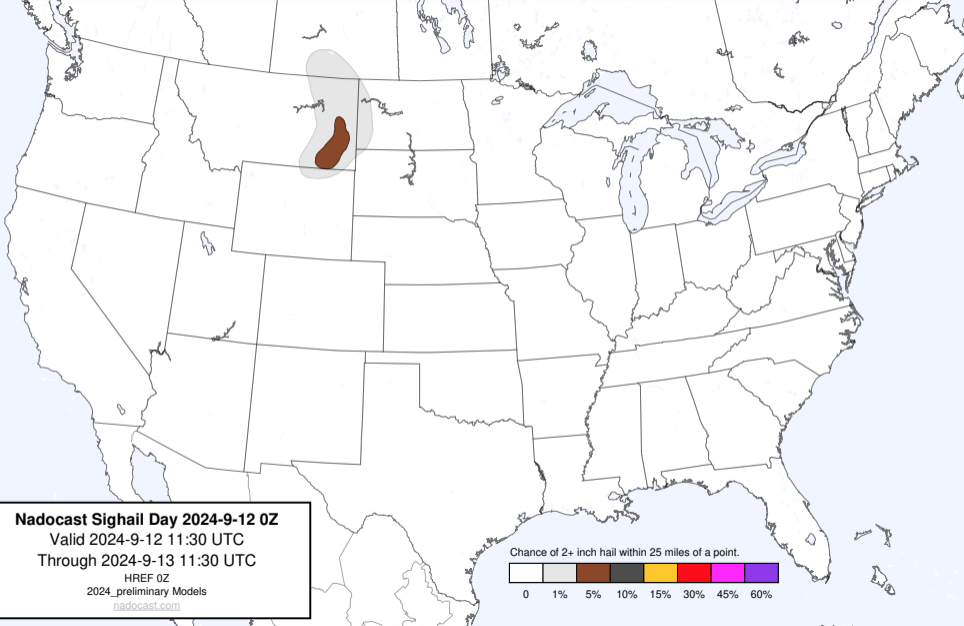 Nadocast Sighail Day 2024-9-12 0Z
Valid 2024-9-12 11:30 UTC
Through 2024-9-13 11:30 UTC
HREF 0Z
2024_preliminary Models
nadocast.com
Chance of 2+ inch hail within 25 miles of a point.
0 1% 5% 10% 15% 30% 45% 60%